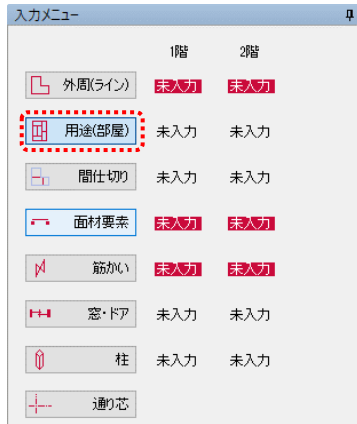 入力メニュー
1階 2階
外周(ライン) 未入力 未入力
用途(部屋) 未入力 未入力
間仕切り 未入力 未入力
面材要素 未入力 未入力
筋かい 未入力 未入力
窓・ドア 未入力 未入力
柱 未入力 未入力
通り芯